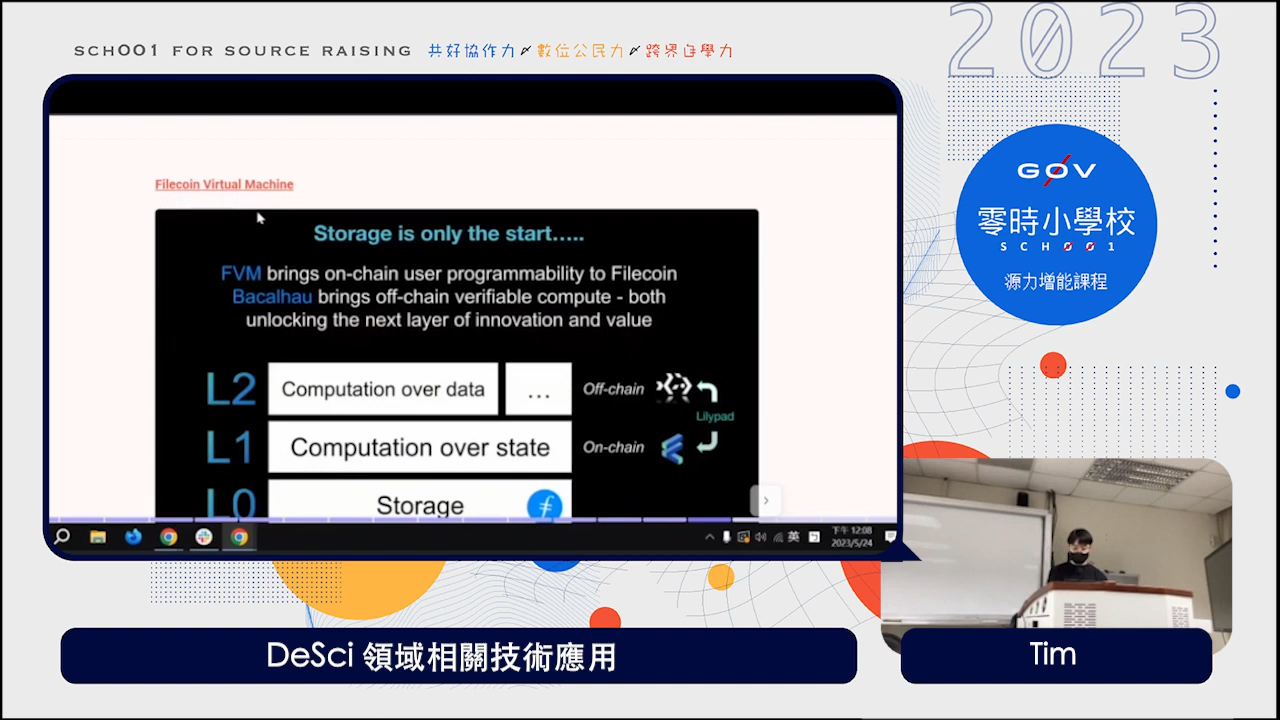 SCH001 FOR SOURCE RAISING 共好協作力〆數位公民力〆跨界自學力
2023
Filecoin Virtual Machine
Storage is only the start.....
FVM brings on-chain user programmability to Filecoin
Bacalhau brings off-chain verifiable compute - both
unlocking the next layer of innovation and value
L2 Computation over data ... Off-chain
Lilypad
L1 Computation over state On-chain
L0 Storage
英
下午 12:08
2023/5/24
G0V
零時小學校
SCH001
源力增能課程
DeSci 領域相關技術應用
Tim